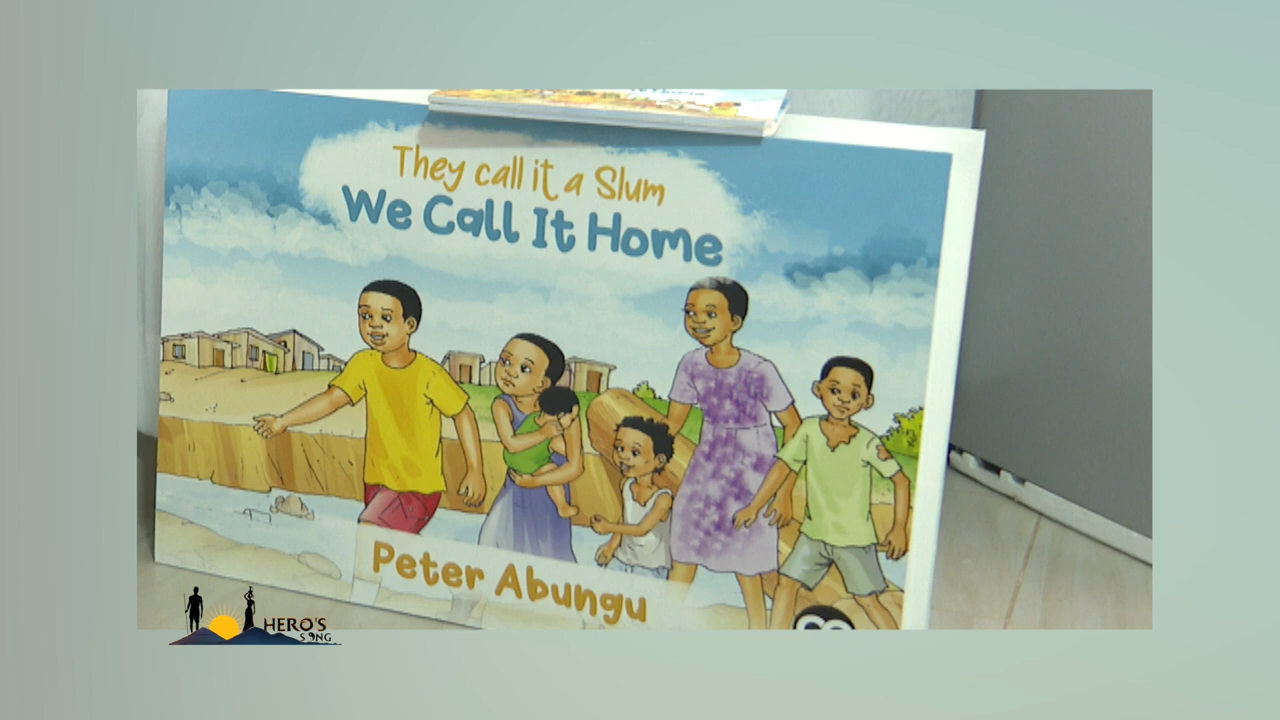 They call it a Slum
We Call It Home
Peter Abungu
HERO'S
SONG